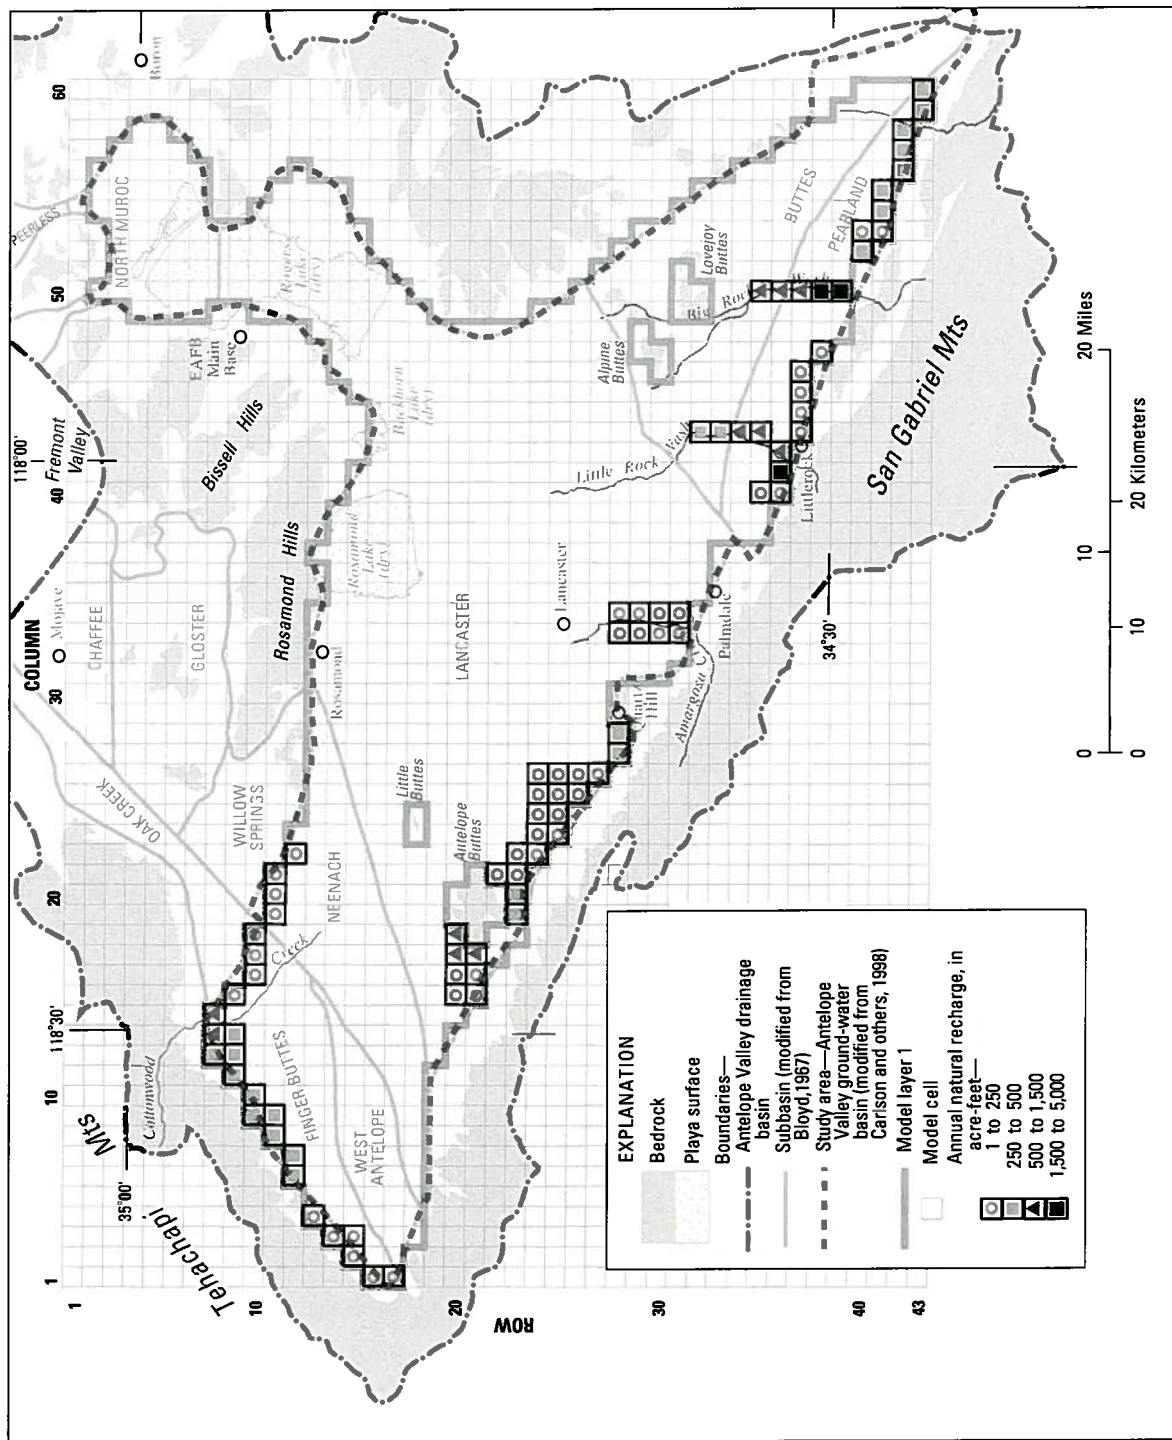 COLUMN
1
10
20
30
40
50
60
ROW
1
10
20
30
40
43
118°30'
118°00'
35°00'
34°30'
Tehachapi
Mts
Cottonwood
Creek
FINGER BUTTES
WEST
ANTELOPE
NEENACH
OAK CREEK
WILLOW
SPRINGS
CHAFFEE
GLOSTER
Mojave
Fremont
Valley
Rosamond Hills
Bissell Hills
Rosamond
Rosamond
Lake
(dry)
Buckhorn
Lake
(dry)
EAFB
Main
Base
NORTH MUROC
PEERLESS
Rogers
Lake
(dry)
Boron
Little
Buttes
Antelope
Buttes
LANCASTER
Lancaster
Quartz
Hill
Amargosa Cr
Palmdale
Little Rock Wash
Littlerock
Alpine
Buttes
Lovejoy
Buttes
Big Rock Wash
BUTTES
PEARLAND
San Gabriel Mts
0 10 20 Miles
0 10 20 Kilometers
EXPLANATION
Bedrock
Playa surface
Boundaries—
Antelope Valley drainage
basin
Subbasin (modified from
Bloyd,1967)
Study area—Antelope
Valley ground-water
basin (modified from
Carlson and others, 1998)
Model layer 1
Model cell
Annual natural recharge, in
acre-feet—
1 to 250
250 to 500
500 to 1,500
1,500 to 5,000